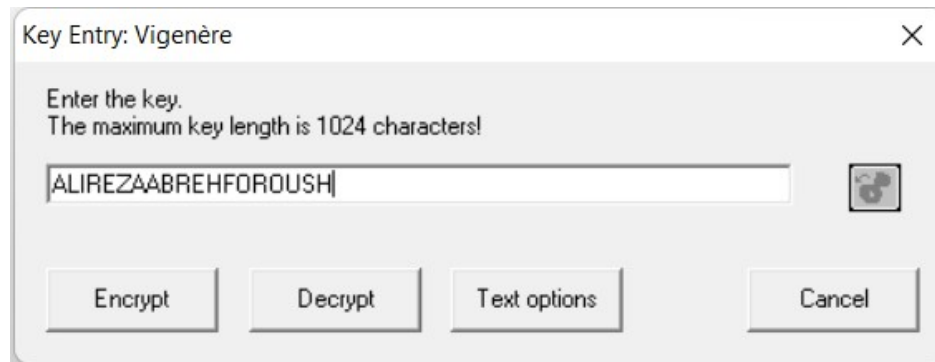 Key Entry: Vigenère
Enter the key.
The maximum key length is 1024 characters!
ALIREZAABREHFOROUSH
Encrypt Decrypt Text options Cancel